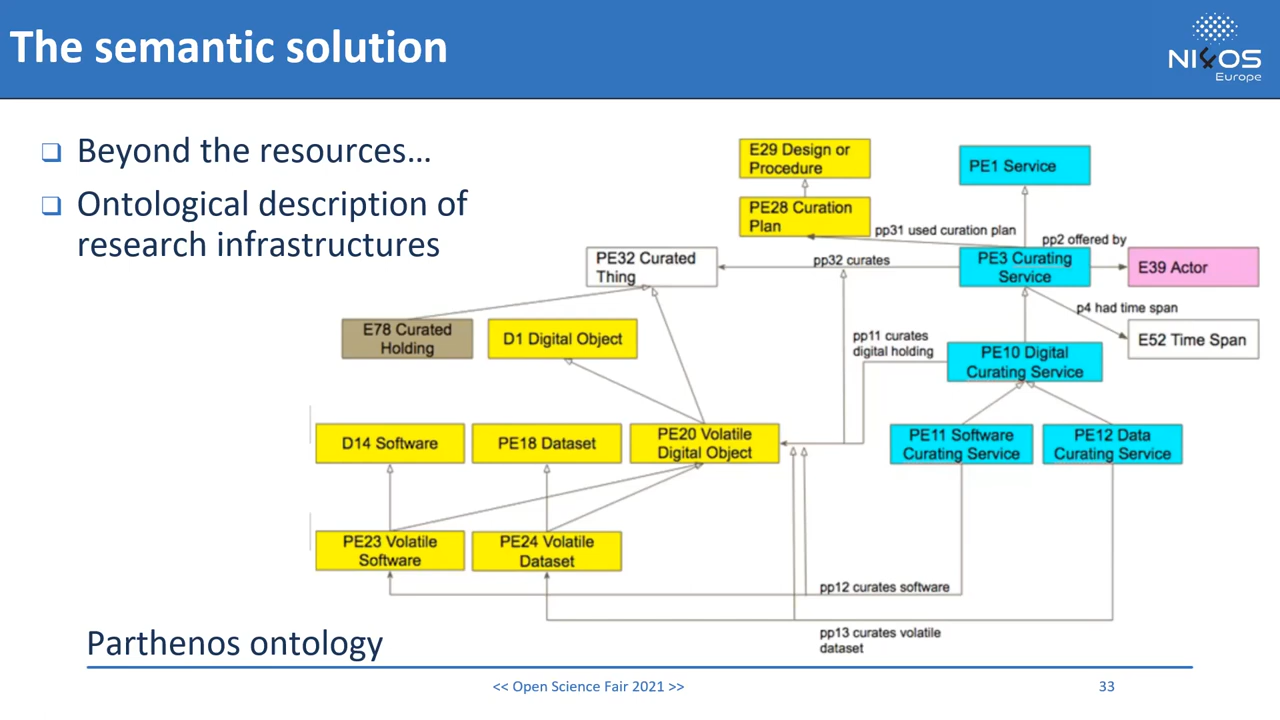 The semantic solution
NI4OS
Europe
Beyond the resources…
Ontological description of
research infrastructures
E29 Design or
Procedure
PE1 Service
PE28 Curation
Plan
pp31 used curation plan
pp2 offered by
PE32 Curated
Thing
pp32 curates
PE3 Curating
Service
E39 Actor
p4 had time span
E78 Curated
Holding
D1 Digital Object
pp11 curates
digital holding
PE10 Digital
Curating Service
E52 Time Span
D14 Software
PE18 Dataset
PE20 Volatile
Digital Object
PE11 Software
Curating Service
PE12 Data
Curating Service
PE23 Volatile
Software
PE24 Volatile
Dataset
pp12 curates software
pp13 curates volatile
dataset
Parthenos ontology
<< Open Science Fair 2021 >>
33